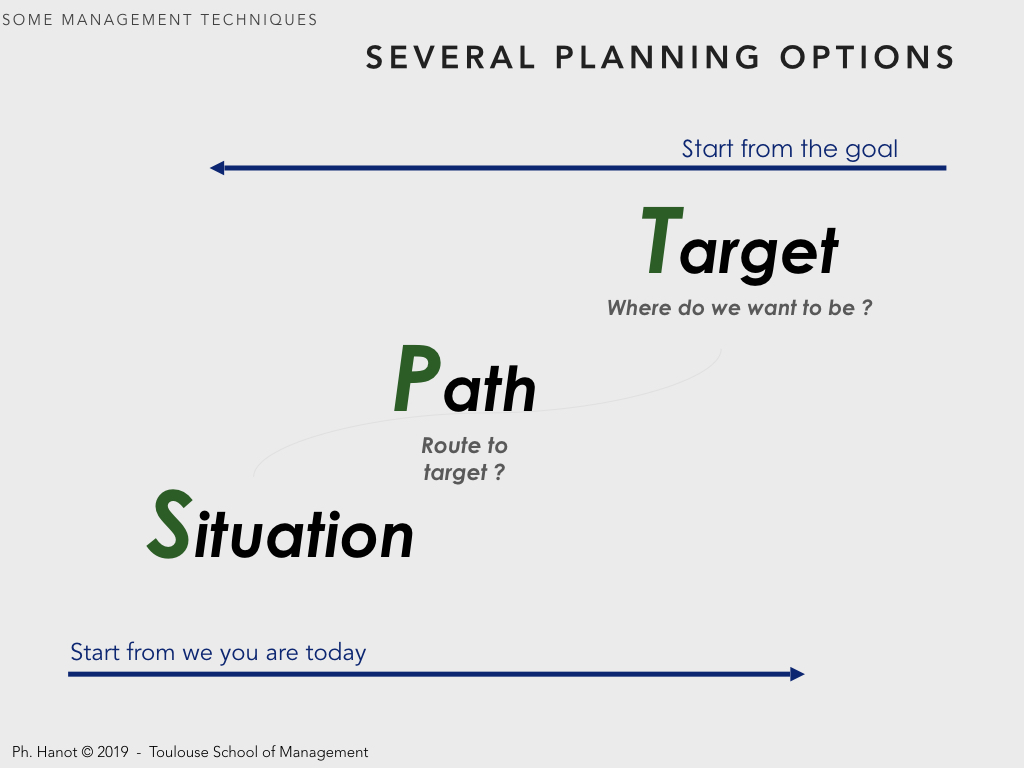 SOME MANAGEMENT TECHNIQUES
SEVERAL PLANNING OPTIONS
Start from the goal
Target
Where do we want to be ?
Path
Route to
target ?
Situation
Start from we you are today
Ph. Hanot © 2019 - Toulouse School of Management